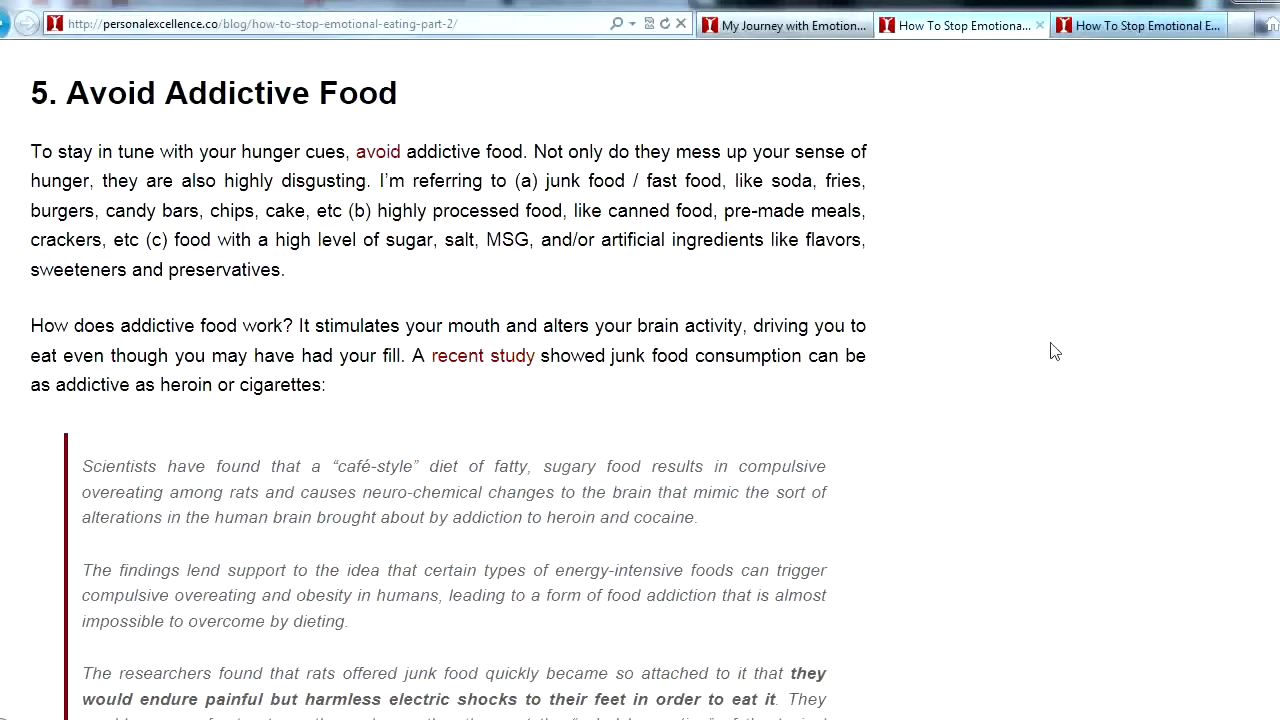 http://personalexcellence.co/blog/how-to-stop-emotional-eating-part-2/
My Journey with Emotion...
How To Stop Emotiona...
How To Stop Emotional E...
5. Avoid Addictive Food
To stay in tune with your hunger cues, avoid addictive food. Not only do they mess up your sense of
hunger, they are also highly disgusting. I’m referring to (a) junk food / fast food, like soda, fries,
burgers, candy bars, chips, cake, etc (b) highly processed food, like canned food, pre-made meals,
crackers, etc (c) food with a high level of sugar, salt, MSG, and/or artificial ingredients like flavors,
sweeteners and preservatives.
How does addictive food work? It stimulates your mouth and alters your brain activity, driving you to
eat even though you may have had your fill. A recent study showed junk food consumption can be
as addictive as heroin or cigarettes:
Scientists have found that a “café-style” diet of fatty, sugary food results in compulsive
overeating among rats and causes neuro-chemical changes to the brain that mimic the sort of
alterations in the human brain brought about by addiction to heroin and cocaine.
The findings lend support to the idea that certain types of energy-intensive foods can trigger
compulsive overeating and obesity in humans, leading to a form of food addiction that is almost
impossible to overcome by dieting.
The researchers found that rats offered junk food quickly became so attached to it that they
would endure painful but harmless electric shocks to their feet in order to eat it. They